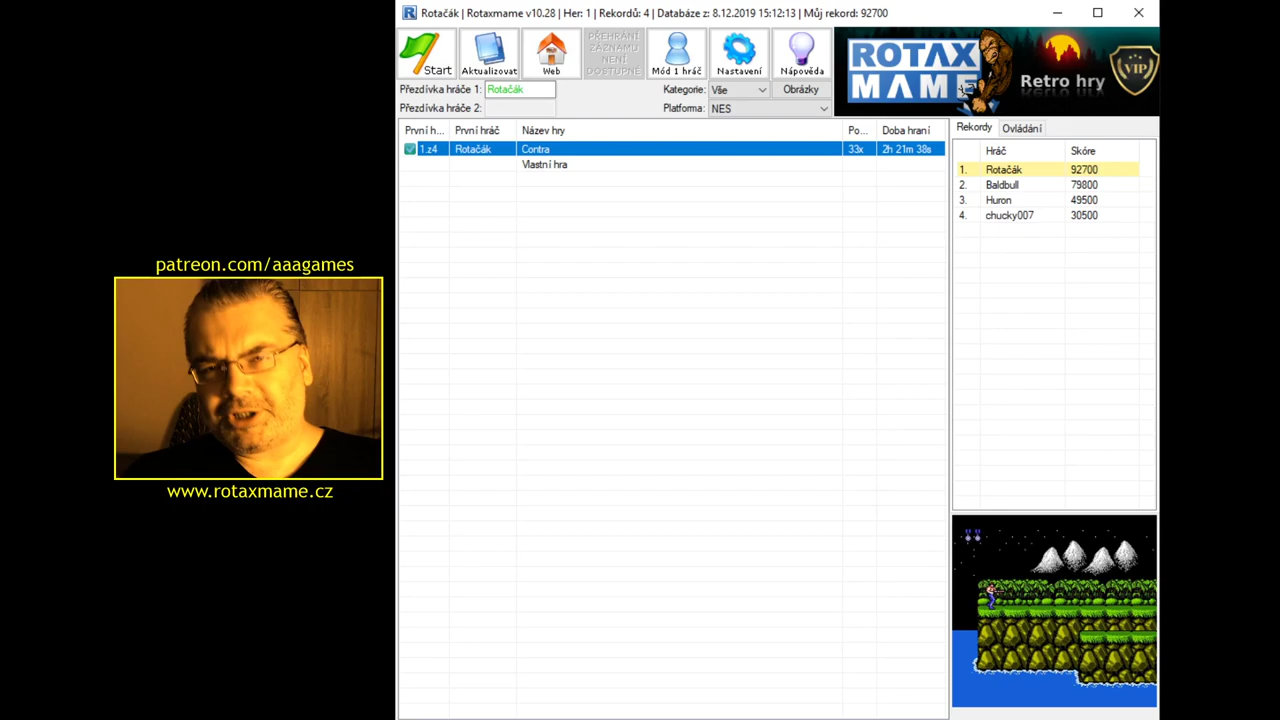 Rotačák | Rotaxmame v10.28 | Her: 1 | Rekordů: 4 | Databáze z: 8.12.2019 15:12:13 | Můj rekord: 92700
Start
Aktualizovat
Web
PŘEHRÁNÍ
ZÁZNAMU
NENÍ
DOSTUPNÉ
Mód 1 hráč
Nastavení
Nápověda
ROTAX
MAME
Retro hry
VIP
Přezdívka hráče 1: Rotačák
Kategorie: Vše
Obrázky
Přezdívka hráče 2:
Platforma: NES
První h... První hráč Název hry Po... Doba hraní
1.z4 Rotačák Contra 33x 2h 21m 38s
Vlastní hra
Rekordy Ovládání
Hráč Skóre
1. Rotačák 92700
2. Baldbull 79800
3. Huron 49500
4. chucky007 30500
patreon.com/aaagames
www.rotaxmame.cz